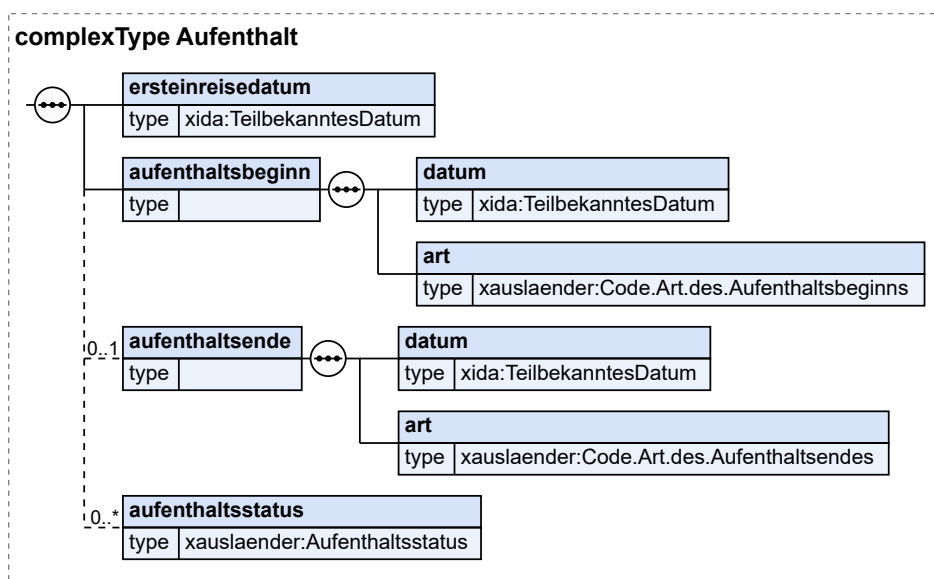 complexType Aufenthalt
ersteinreisedatum
type xida:TeilbekanntesDatum
aufenthaltsbeginn
type
datum
type xida:TeilbekanntesDatum
art
type xauslaender:Code.Art.des.Aufenthaltsbeginns
0..1
aufenthaltsende
type
datum
type xida:TeilbekanntesDatum
art
type xauslaender:Code.Art.des.Aufenthaltsendes
0..*
aufenthaltsstatus
type xauslaender:Aufenthaltsstatus